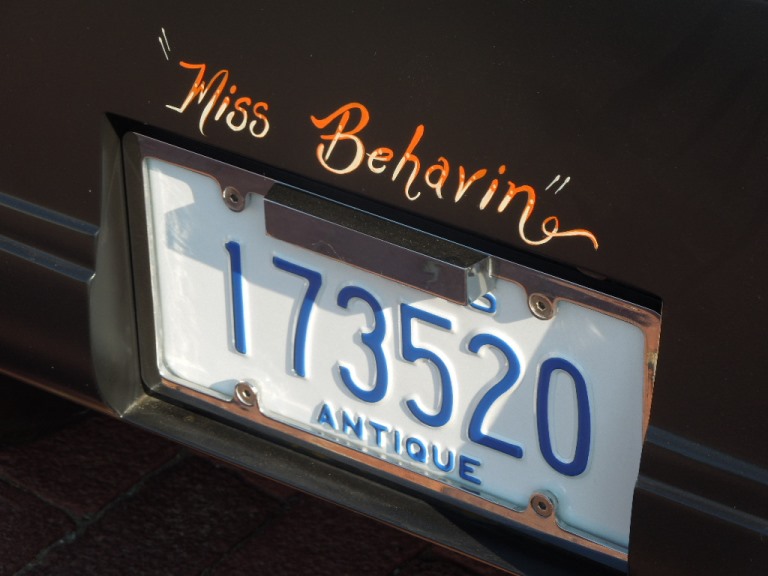 "Miss Behavin"
173520
ANTIQUE